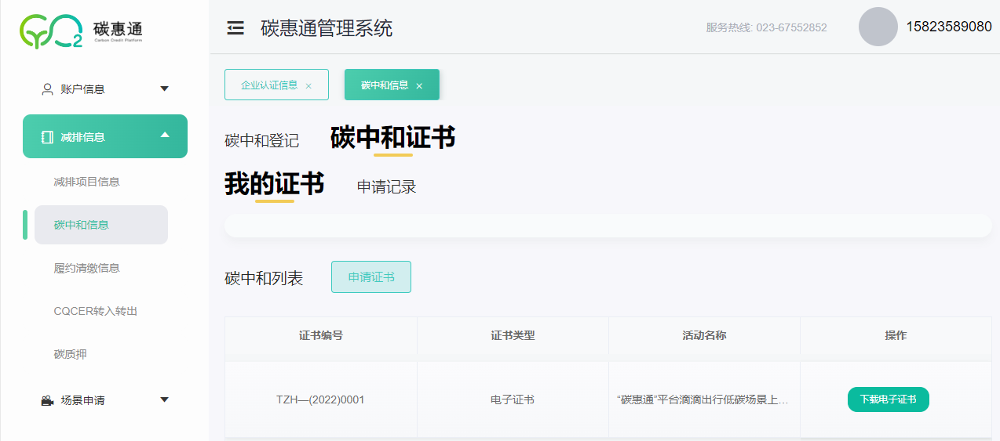 碳惠通
Carbon Credit Platform
碳惠通管理系统
服务热线: 023-67552852
15823589080
账户信息
减排信息
减排项目信息
碳中和信息
履约清缴信息
CQCER转入转出
碳质押
场景申请
企业认证信息 ×
碳中和信息 ×
碳中和登记 碳中和证书
我的证书 申请记录
碳中和列表 申请证书
证书编号 证书类型 活动名称 操作
TZH—(2022)0001 电子证书 “碳惠通”平台滴滴出行低碳场景上… 下载电子证书